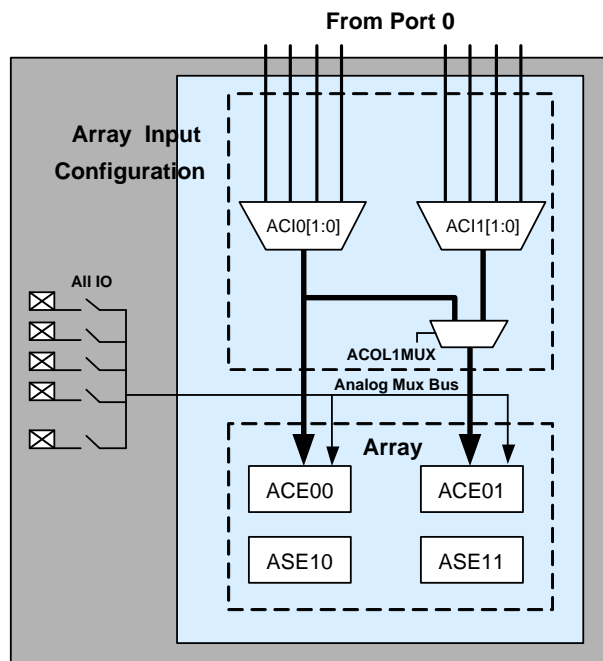 From Port 0
Array Input
Configuration
ACI0[1:0]
ACI1[1:0]
All IO
ACOL1MUX
Analog Mux Bus
Array
ACE00
ACE01
ASE10
ASE11